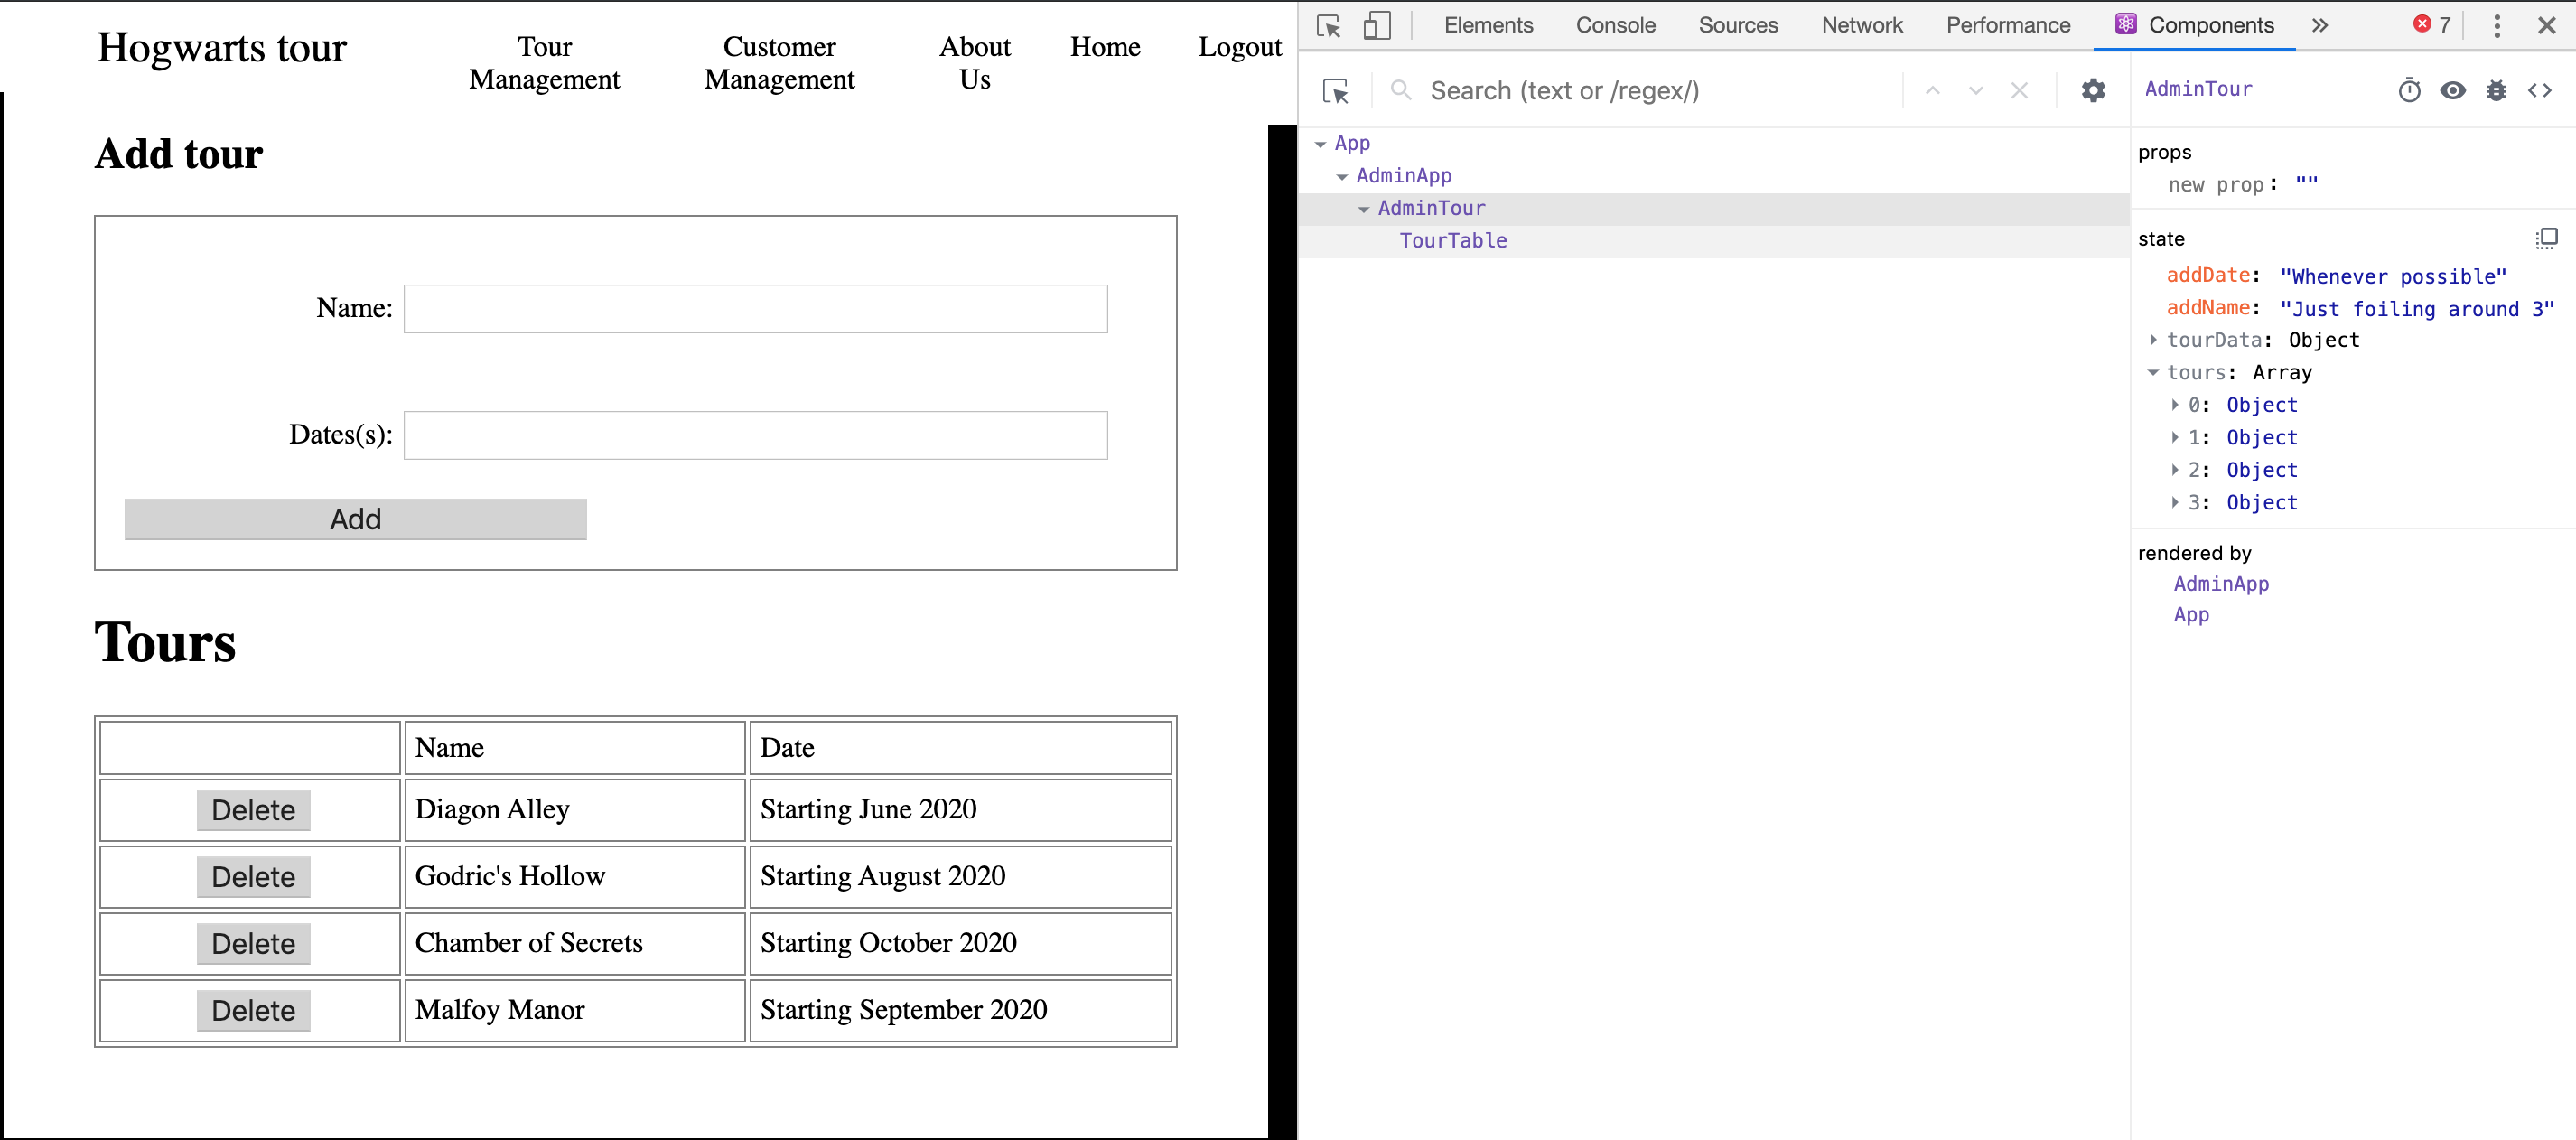 Hogwarts tour
Tour Management
Customer Management
About Us
Home
Logout
Add tour
Name:
Dates(s):
Add
Tours
Name Date
Delete Diagon Alley Starting June 2020
Delete Godric's Hollow Starting August 2020
Delete Chamber of Secrets Starting October 2020
Delete Malfoy Manor Starting September 2020
Elements Console Sources Network Performance Components » 7
Search (text or /regex/)
App
AdminApp
AdminTour
TourTable
AdminTour
props
new prop: ""
state
addDate: "Whenever possible"
addName: "Just foiling around 3"
tourData: Object
tours: Array
0: Object
1: Object
2: Object
3: Object
rendered by
AdminApp
App